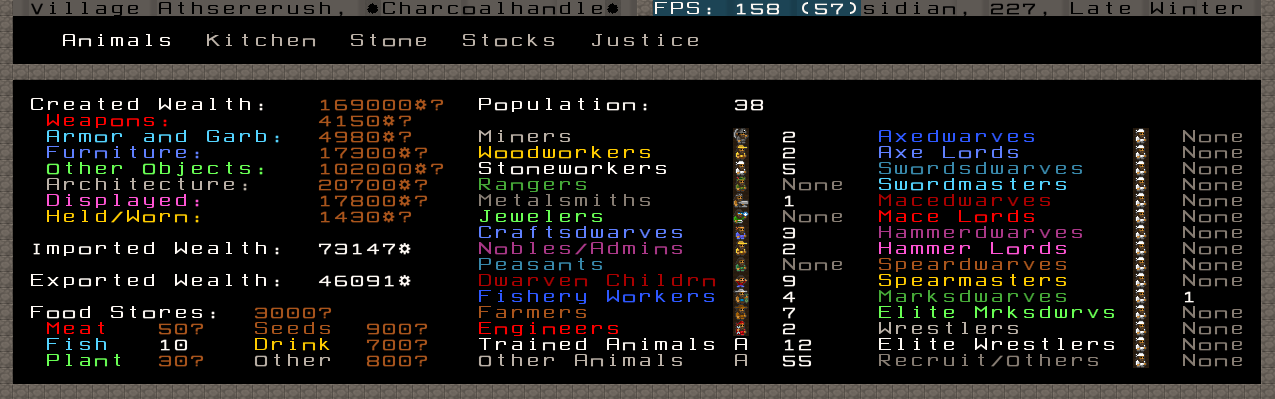 Village Athsererush, ✹Charcoalhandle✹ FPS: 158 (57)sidian, 227, Late Winter
Animals Kitchen Stone Stocks Justice
Created Wealth: 169000☼? Population: 38
Weapons: 4150☼?
Armor and Garb: 4980☼? Miners 2 Axedwarves None
Furniture: 17300☼? Woodworkers 2 Axe Lords None
Other Objects: 102000☼? Stoneworkers 5 Swordsdwarves None
Architecture: 20700☼? Rangers None Swordmasters None
Displayed: 17800☼? Metalsmiths 1 Macedwarves None
Held/Worn: 1430☼? Jewelers None Mace Lords None
Craftsdwarves 3 Hammerdwarves None
Imported Wealth: 73147☼ Nobles/Admins 2 Hammer Lords None
Peasants None Speardwarves None
Exported Wealth: 46091☼ Dwarven Childrn 9 Spearmasters None
Fishery Workers 4 Marksdwarves 1
Food Stores: 3000? Farmers 7 Elite Mrksdwrvs None
Meat 50? Seeds 900? Engineers 2 Wrestlers None
Fish 10 Drink 700? Trained Animals A 12 Elite Wrestlers None
Plant 30? Other 800? Other Animals A 55 Recruit/Others None